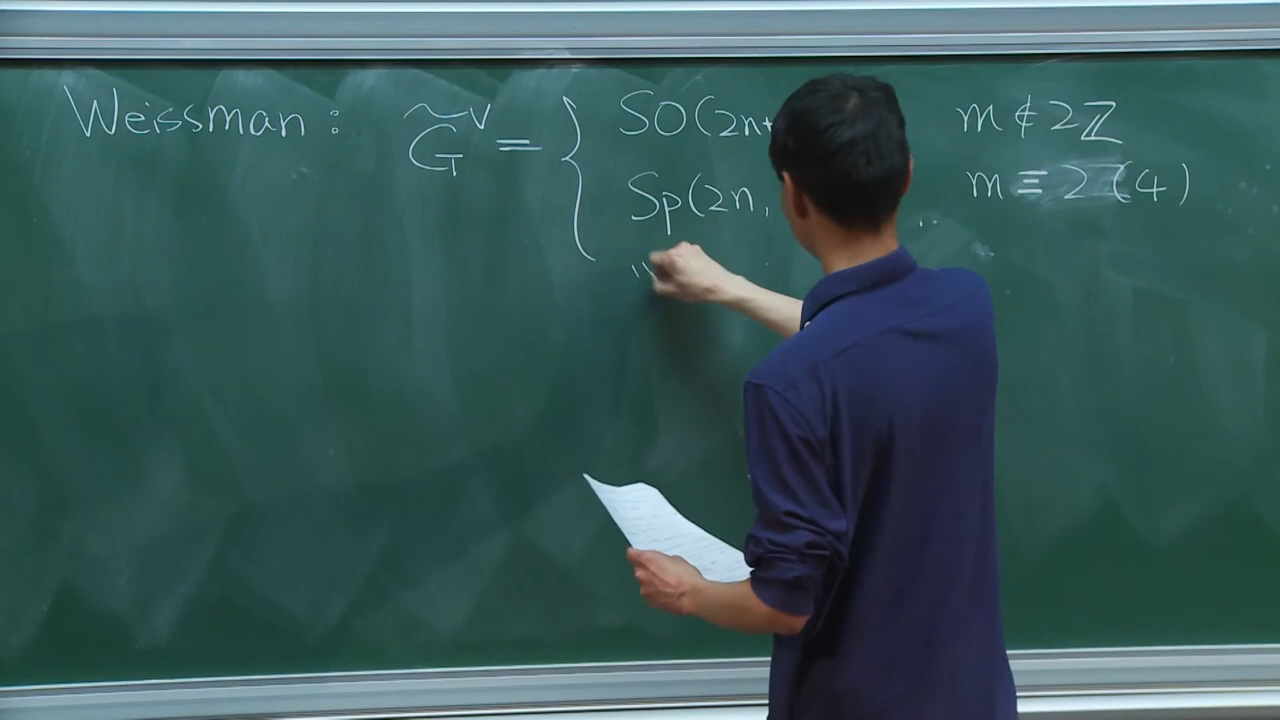 Weissman : G̃^∨ = { SO(2n+ m ∉ 2ℤ
Sp(2n, m ≡ 2 (4)
"